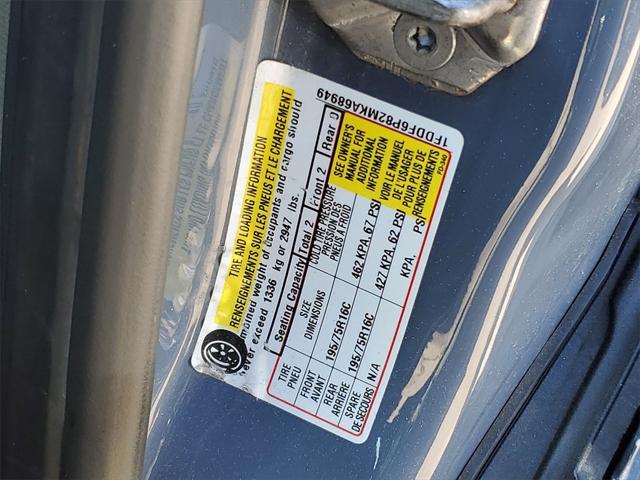 1FDDF6P82MKA68949
TIRE AND LOADING INFORMATION
RENSEIGNEMENTS SUR LES PNEUS ET LE CHARGEMENT
mbined weight of occupants and cargo should
never exceed 1336 kg or 2947 lbs.
Seating Capacity Total 2 Front 2 Rear 0
TIRE
PNEU
SIZE
DIMENSIONS
COLD TIRE PRESSURE
PRESSION DES
PNEUS A FROID
SEE OWNER'S
MANUAL FOR
ADDITIONAL
INFORMATION
VOIR LE MANUEL
DE L'USAGER
POUR PLUS DE
RENSEIGNEMENTS
FRONT
AVANT
195/75R16C
462 KPA, 67 PSI
REAR
ARRIÈRE
195/75R16C
427 KPA, 62 PSI
SPARE
DE SECOURS
N/A
KPA, PSI